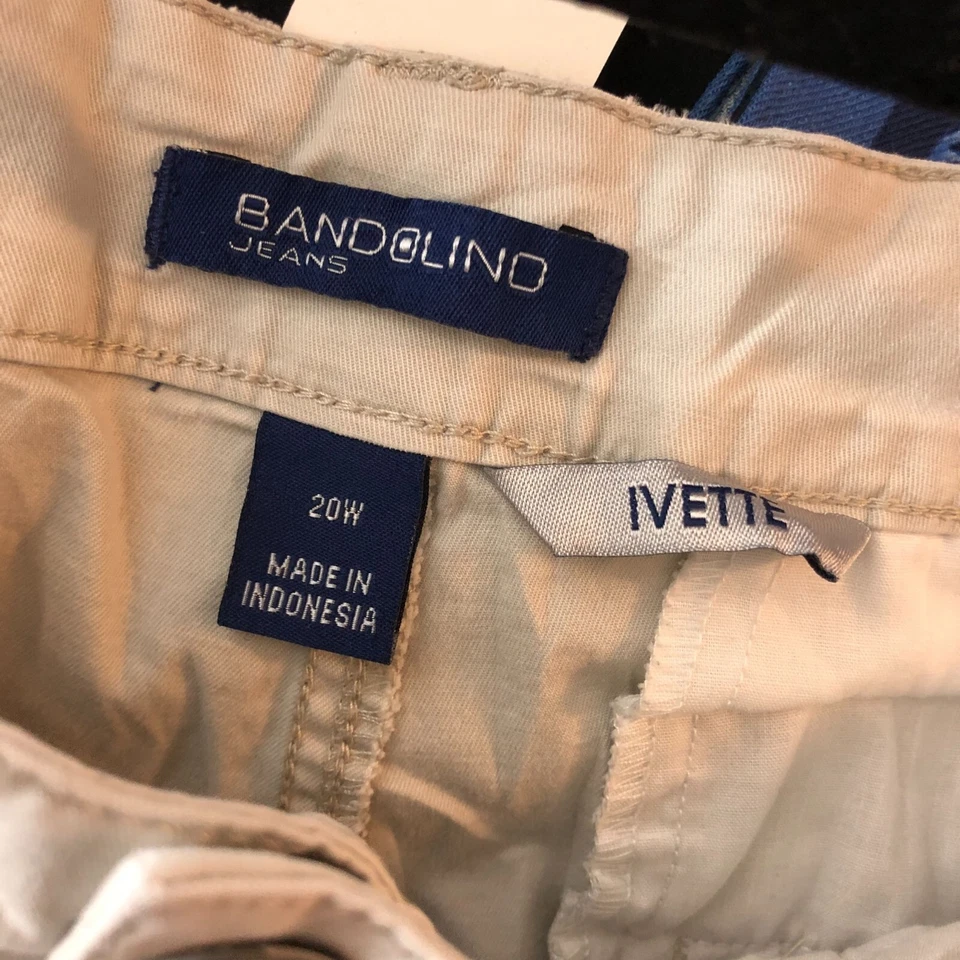 BANDOLINO
JEANS
20W
MADE IN
INDONESIA
IVETTE